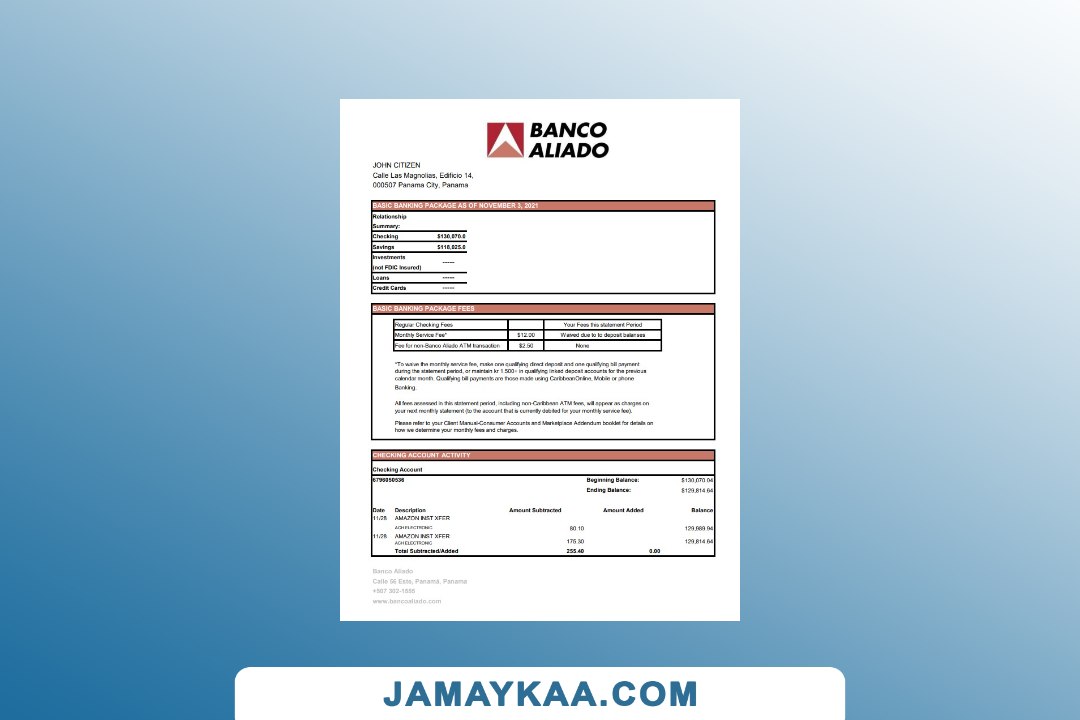 BANCO
ALIADO
JOHN CITIZEN
Calle Las Magnolias, Edificio 14,
000507 Panama City, Panama
BASIC BANKING PACKAGE AS OF NOVEMBER 3, 2021
Relationship
Summary:
Checking $130,070.0
Savings $118,025.0
Investments
(not FDIC Insured) ------
Loans ------
Credit Cards ------
BASIC BANKING PACKAGE FEES
Regular Checking Fees Your Fees this statement Period
Monthly Service Fee* $12.00 Waived due to to deposit balanses
Fee for non-Banco Aliado ATM transaction $2.50 None
*To waive the monthly service fee, make one qualifying direct deposit and one qualifying bill payment
during the statement period, or maintain kr 1,500+ in qualifying linked deposit accounts for the previous
calendar month. Qualifying bill payments are those made using CaribbeanOnline, Mobile or phone
Banking.
All fees assessed in this statement period, including non-Caribbean ATM fees, will appear as charges on
your next monthly statement (to the account that is currently debited for your monthly service fee).
Please refer to your Client Manual-Consumer Accounts and Marketplace Addendum booklet for details on
how we determine your monthly fees and charges.
CHECKING ACCOUNT ACTIVITY
Checking Account
6796050536 Beginning Balance: $130,070.04
Ending Balance: $129,814.64
Date Description Amount Subtracted Amount Added Balance
11/28 AMAZON INST XFER
ACH ELECTRONIC 80.10 129,989.94
11/28 AMAZON INST XFER
ACH ELECTRONIC 175.30 129,814.64
Total Subtracted/Added 255.40 0.00
Banco Aliado
Calle 56 Este, Panamá, Panama
+507 302-1555
www.bancoaliado.com
JAMAYKAA.COM